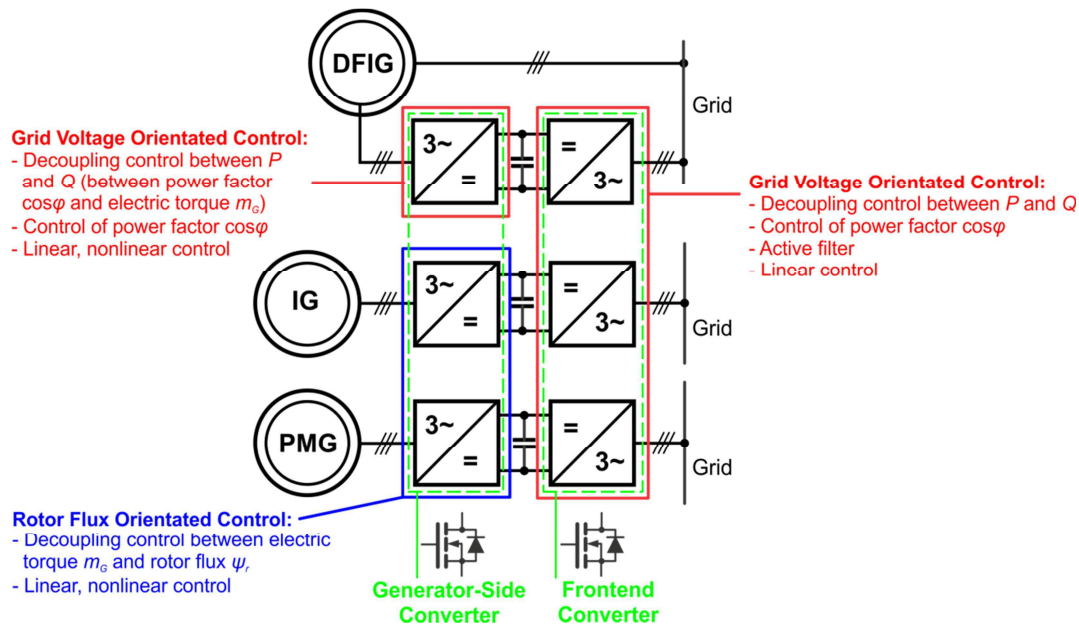 DFIG
Grid
Grid Voltage Orientated Control:
- Decoupling control between P
and Q (between power factor
cosφ and electric torque m_G)
- Control of power factor cosφ
- Linear, nonlinear control
3~
=
=
3~
Grid Voltage Orientated Control:
- Decoupling control between P and Q
- Control of power factor cosφ
- Active filter
- Linear control
IG
3~
=
=
3~
Grid
PMG
3~
=
=
3~
Grid
Rotor Flux Orientated Control:
- Decoupling control between electric
torque m_G and rotor flux ψ_r
- Linear, nonlinear control
Generator-Side
Converter
Frontend
Converter